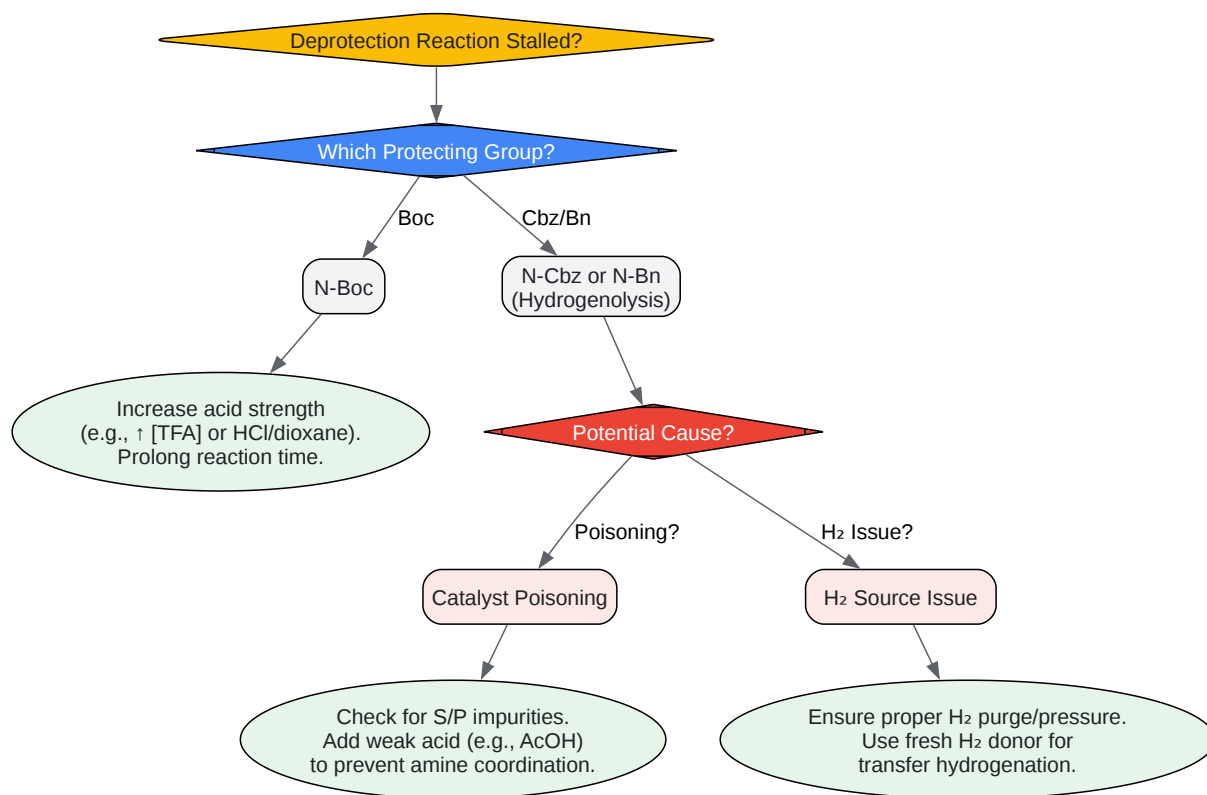 Deprotection Reaction Stalled?
Which Protecting Group?
Boc
Cbz/Bn
N-Boc
N-Cbz or N-Bn
(Hydrogenolysis)
Increase acid strength
(e.g., ↑ [TFA] or HCl/dioxane).
Prolong reaction time.
Potential Cause?
Poisoning?
H₂ Issue?
Catalyst Poisoning
H₂ Source Issue
Check for S/P impurities.
Add weak acid (e.g., AcOH)
to prevent amine coordination.
Ensure proper H₂ purge/pressure.
Use fresh H₂ donor for
transfer hydrogenation.